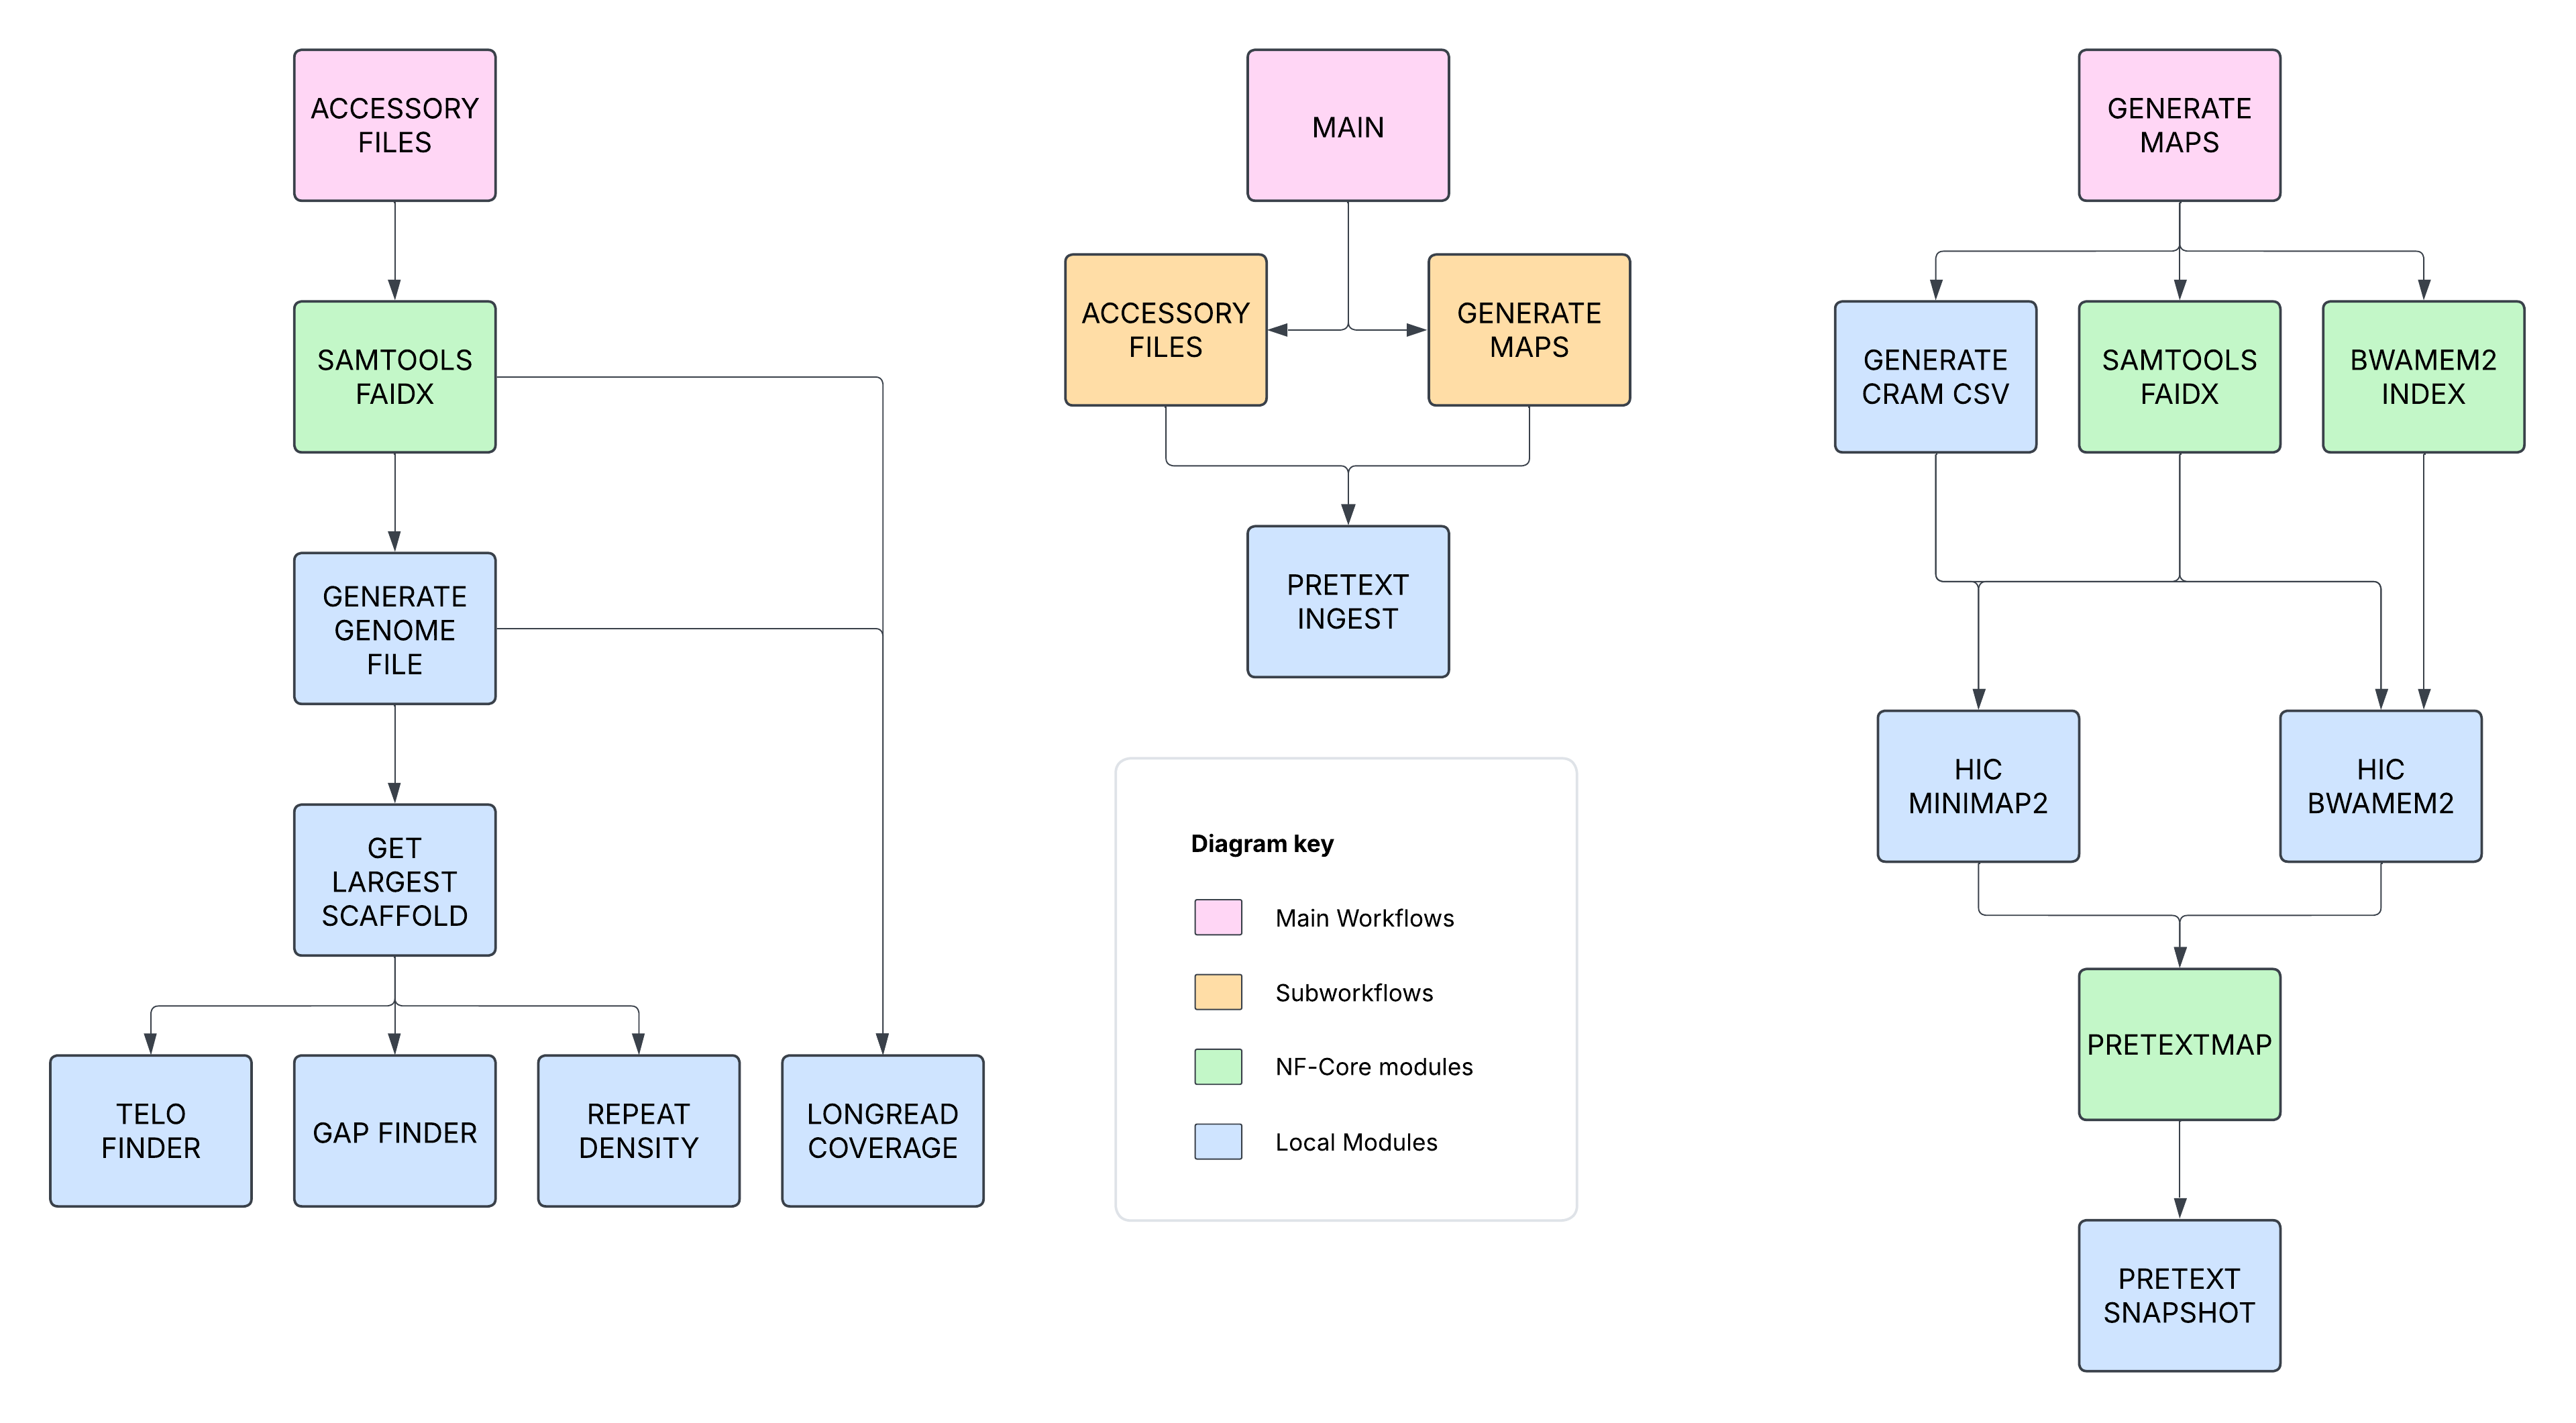 ACCESSORY
FILES
SAMTOOLS
FAIDX
GENERATE
GENOME
FILE
GET
LARGEST
SCAFFOLD
TELO
FINDER
GAP FINDER
REPEAT
DENSITY
LONGREAD
COVERAGE
MAIN
ACCESSORY
FILES
GENERATE
MAPS
PRETEXT
INGEST
Diagram key
Main Workflows
Subworkflows
NF-Core modules
Local Modules
GENERATE
MAPS
GENERATE
CRAM CSV
SAMTOOLS
FAIDX
BWAMEM2
INDEX
HIC
MINIMAP2
HIC
BWAMEM2
PRETEXTMAP
PRETEXT
SNAPSHOT